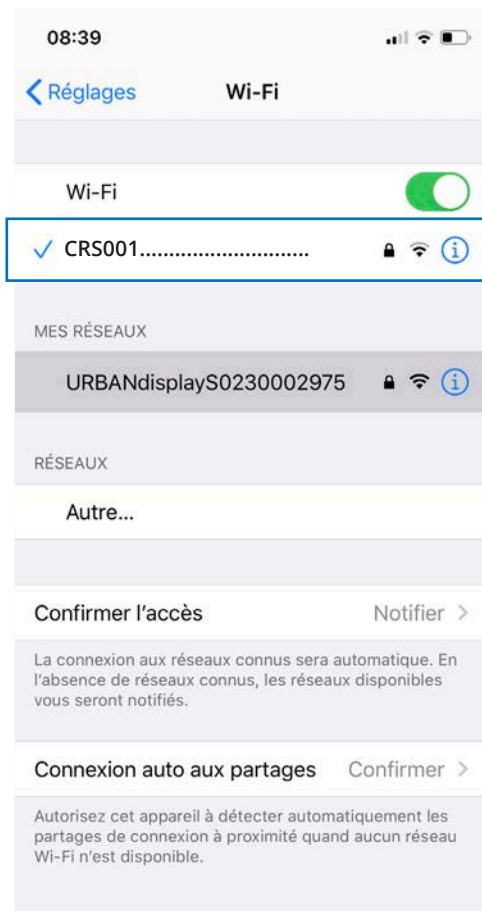 08:39
Réglages
Wi-Fi
Wi-Fi
CRS001.............................
MES RÉSEAUX
URBANdisplayS0230002975
RÉSEAUX
Autre...
Confirmer l'accès Notifier
La connexion aux réseaux connus sera automatique. En
l'absence de réseaux connus, les réseaux disponibles
vous seront notifiés.
Connexion auto aux partages Confirmer
Autorisez cet appareil à détecter automatiquement les
partages de connexion à proximité quand aucun réseau
Wi-Fi n'est disponible.